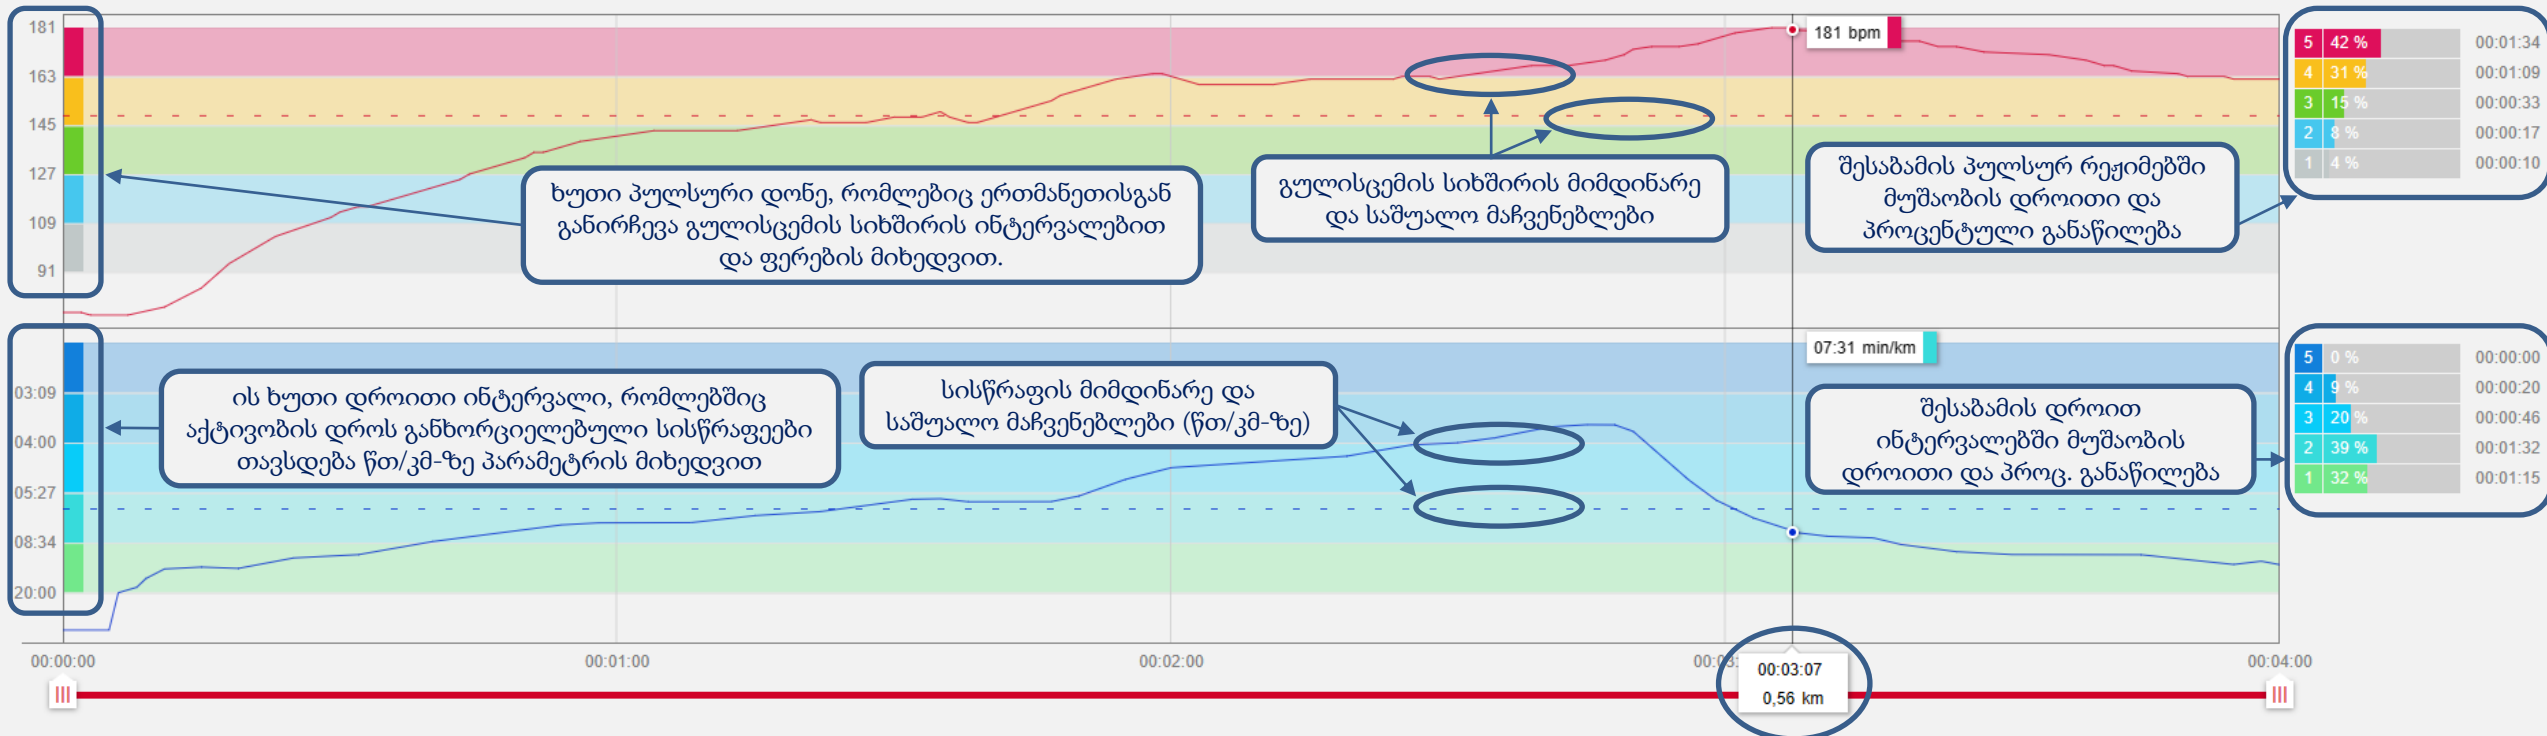 181
163
145
127
109
91
181 bpm
5 42 % 00:01:34
4 31 % 00:01:09
3 15 % 00:00:33
2 8 % 00:00:17
1 4 % 00:00:10
ხუთი პულსური დონე, რომლებიც ერთმანეთისგან
განირჩევა გულისცემის სიხშირის ინტერვალებით
და ფერების მიხედვით.
გულისცემის სიხშირის მიმდინარე
და საშუალო მაჩვენებლები
შესაბამის პულსურ რეჟიმებში
მუშაობის დროითი და
პროცენტული განაწილება
03:09
04:00
05:27
08:34
20:00
07:31 min/km
ის ხუთი დროითი ინტერვალი, რომლებშიც
აქტივობის დროს განხორციელებული სისწრაფეები
თავსდება წთ/კმ-ზე პარამეტრის მიხედვით
სისწრაფის მიმდინარე და
საშუალო მაჩვენებლები (წთ/კმ-ზე)
შესაბამის დროით
ინტერვალებში მუშაობის
დროითი და პროც. განაწილება
5 0 % 00:00:00
4 9 % 00:00:20
3 20 % 00:00:46
2 39 % 00:01:32
1 32 % 00:01:15
00:00:00
00:01:00
00:02:00
00:04:00
00:03:07
0,56 km